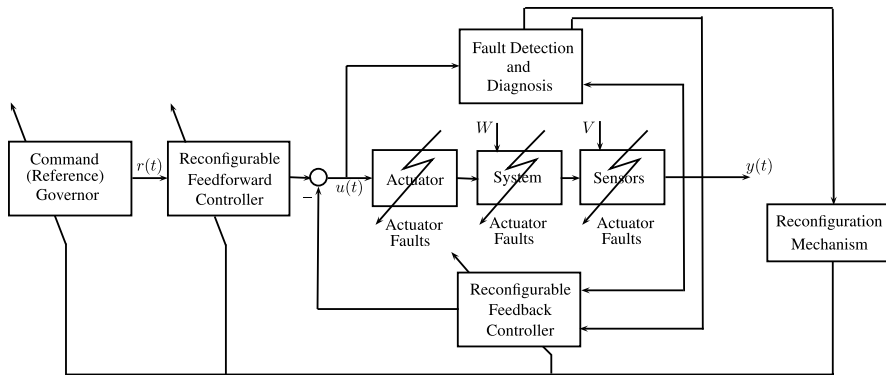 Fault Detection
and
Diagnosis
W
V
Command
(Reference)
Governor
r(t)
Reconfigurable
Feedforward
Controller
−
u(t)
Actuator
System
Sensors
y(t)
Actuator
Faults
Actuator
Faults
Actuator
Faults
Reconfiguration
Mechanism
Reconfigurable
Feedback
Controller